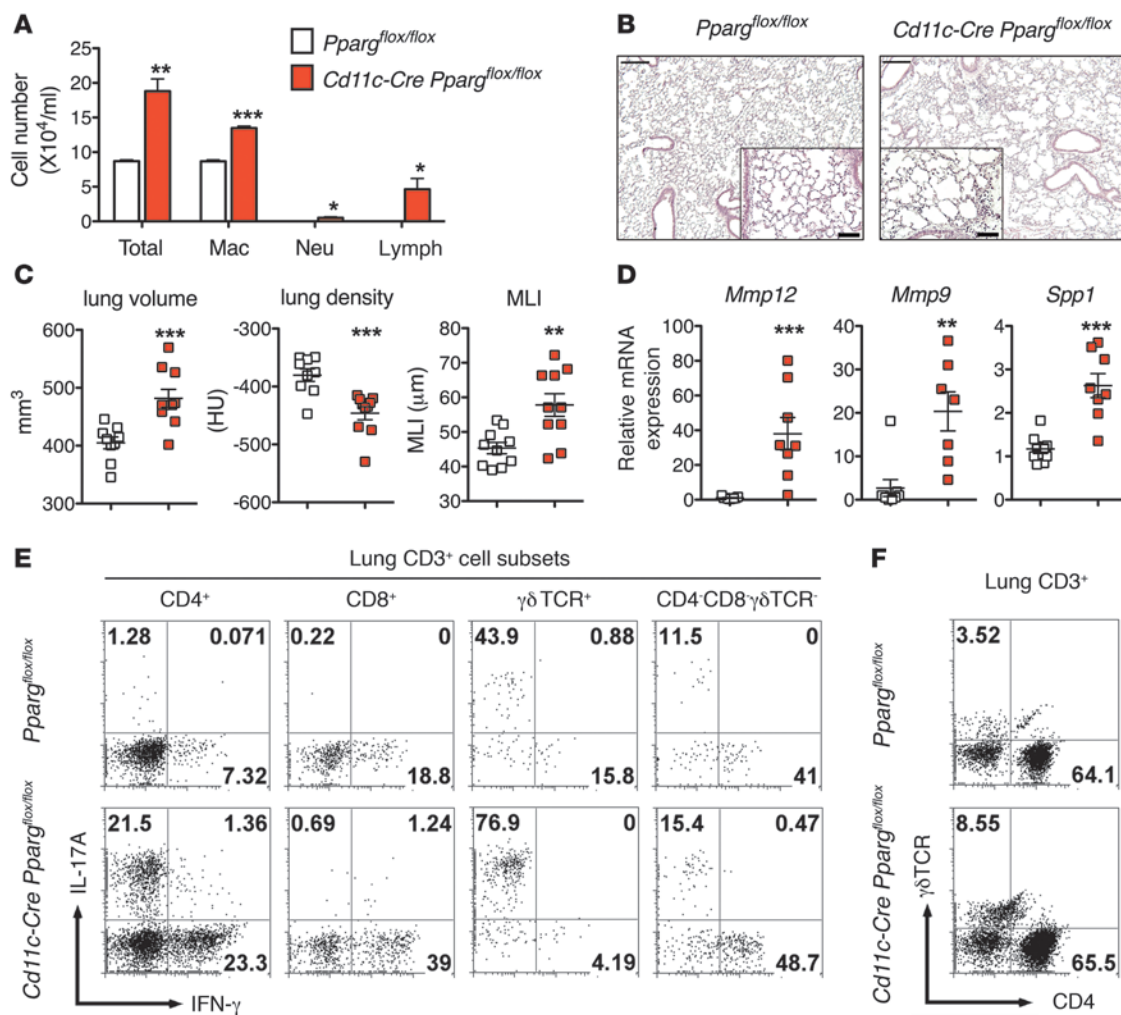 A
Pparg^flox/flox
Cd11c-Cre Pparg^flox/flox
Cell number
(X10⁴/ml)
25
20
15
10
5
0
**
***
*
*
Total Mac Neu Lymph
B
Pparg^flox/flox Cd11c-Cre Pparg^flox/flox
C
lung volume
mm³
600
500
400
300
***
lung density
(HU)
-300
-400
-500
-600
***
MLI
MLI (μm)
80
70
60
50
40
30
**
D
Relative mRNA
expression
Mmp12
100
80
60
40
20
0
***
Mmp9
40
30
20
10
0
**
Spp1
4
3
2
1
0
***
E
Lung CD3⁺ cell subsets
CD4⁺ CD8⁺ γδ TCR⁺ CD4⁻CD8⁻γδTCR⁻
Pparg^flox/flox
1.28 0.071 0.22 0 43.9 0.88 11.5 0
7.32 18.8 15.8 41
Cd11c-Cre Pparg^flox/flox
21.5 1.36 0.69 1.24 76.9 0 15.4 0.47
23.3 39 4.19 48.7
IL-17A
IFN-γ
F
Lung CD3⁺
Pparg^flox/flox
3.52
64.1
Cd11c-Cre Pparg^flox/flox
8.55
65.5
γδTCR
CD4